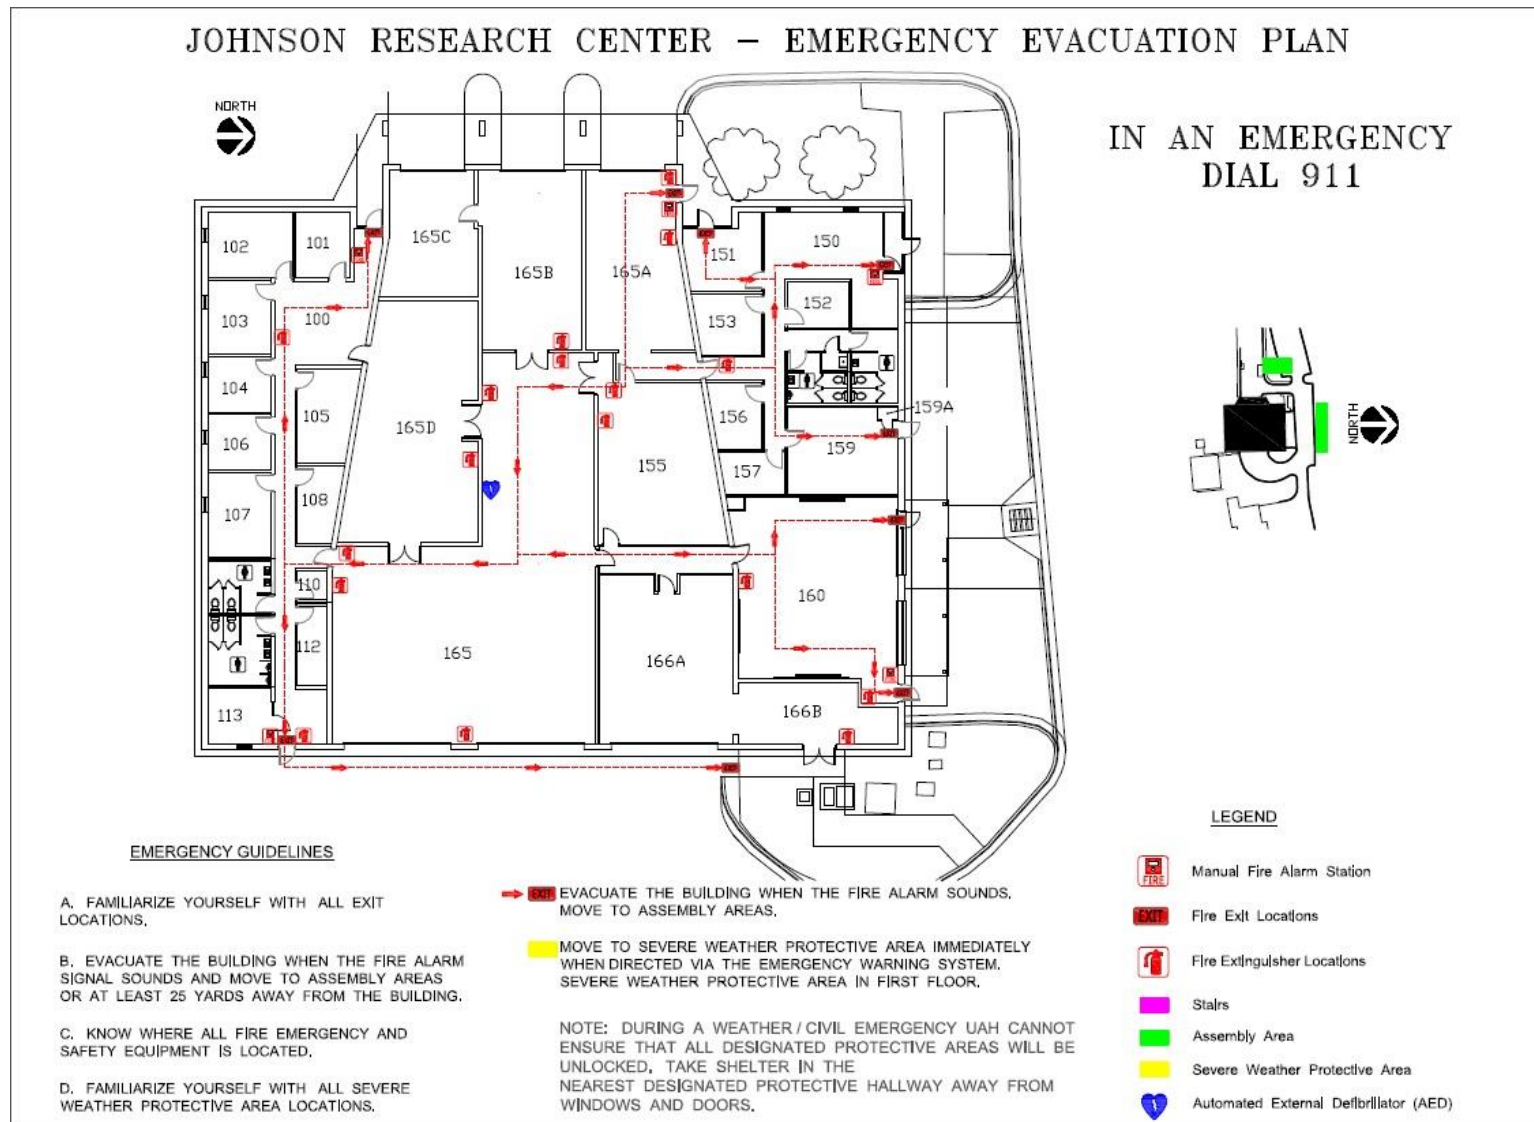 JOHNSON RESEARCH CENTER – EMERGENCY EVACUATION PLAN
NORTH
IN AN EMERGENCY
DIAL 911
102
101
165C
165B
165A
151
150
103
100
153
152
104
105
156
159A
106
165D
159
155
157
107
108
110
160
112
165
166A
113
166B
EXIT
EXIT
EXIT
EXIT
EXIT
EXIT
EXIT
EXIT
EXIT
NORTH
EMERGENCY GUIDELINES
A. FAMILIARIZE YOURSELF WITH ALL EXIT
LOCATIONS.
B. EVACUATE THE BUILDING WHEN THE FIRE ALARM
SIGNAL SOUNDS AND MOVE TO ASSEMBLY AREAS
OR AT LEAST 25 YARDS AWAY FROM THE BUILDING.
C. KNOW WHERE ALL FIRE EMERGENCY AND
SAFETY EQUIPMENT IS LOCATED.
D. FAMILIARIZE YOURSELF WITH ALL SEVERE
WEATHER PROTECTIVE AREA LOCATIONS.
EXIT EVACUATE THE BUILDING WHEN THE FIRE ALARM SOUNDS.
MOVE TO ASSEMBLY AREAS.
MOVE TO SEVERE WEATHER PROTECTIVE AREA IMMEDIATELY
WHEN DIRECTED VIA THE EMERGENCY WARNING SYSTEM.
SEVERE WEATHER PROTECTIVE AREA IN FIRST FLOOR.
NOTE: DURING A WEATHER / CIVIL EMERGENCY UAH CANNOT
ENSURE THAT ALL DESIGNATED PROTECTIVE AREAS WILL BE
UNLOCKED. TAKE SHELTER IN THE
NEAREST DESIGNATED PROTECTIVE HALLWAY AWAY FROM
WINDOWS AND DOORS.
LEGEND
FIRE Manual Fire Alarm Station
EXIT Fire Exit Locations
Fire Extinguisher Locations
Stairs
Assembly Area
Severe Weather Protective Area
Automated External Defibrillator (AED)